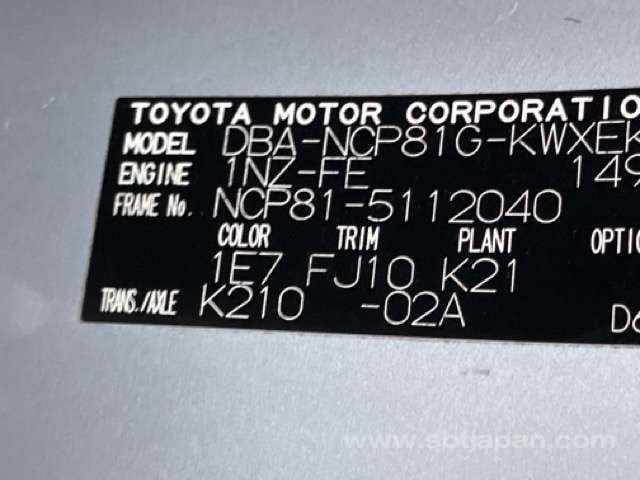 TOYOTA MOTOR CORPORATIO
MODEL DBA-NCP81G-KWXEK
ENGINE 1NZ-FE 149
FRAME No. NCP81-5112040
COLOR TRIM PLANT OPTIO
1E7 FJ10 K21
TRANS./AXLE K210 -02A D6
www.sbtjapan.com